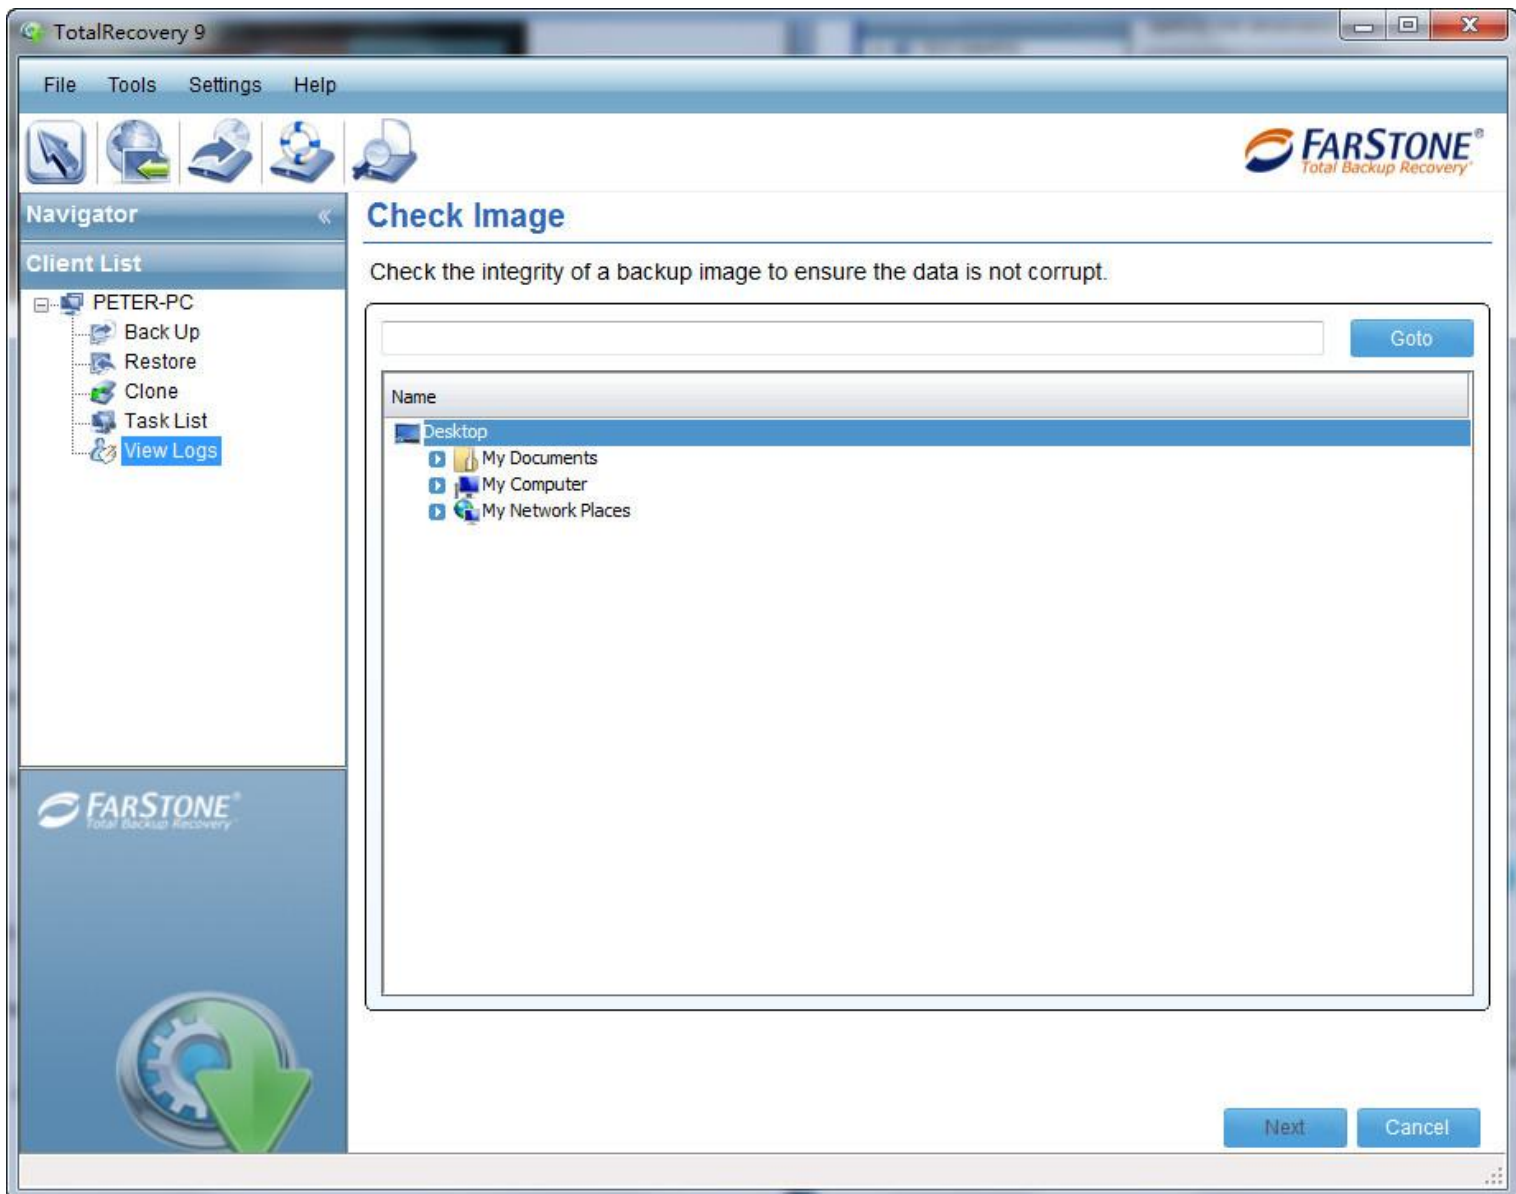 TotalRecovery 9
File Tools Settings Help
FARSTONE®
Total Backup Recovery
Navigator «
Client List
PETER-PC
Back Up
Restore
Clone
Task List
View Logs
FARSTONE®
Total Backup Recovery
Check Image
Check the integrity of a backup image to ensure the data is not corrupt.
Goto
Name
Desktop
My Documents
My Computer
My Network Places
Next Cancel